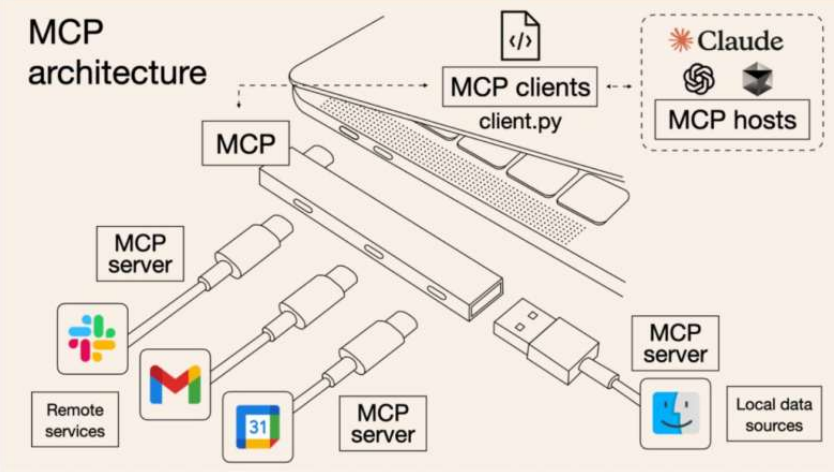 MCP
architecture
</>
MCP clients
client.py
Claude
MCP hosts
MCP
MCP
server
Remote
services
31
MCP
server
MCP
server
Local data
sources